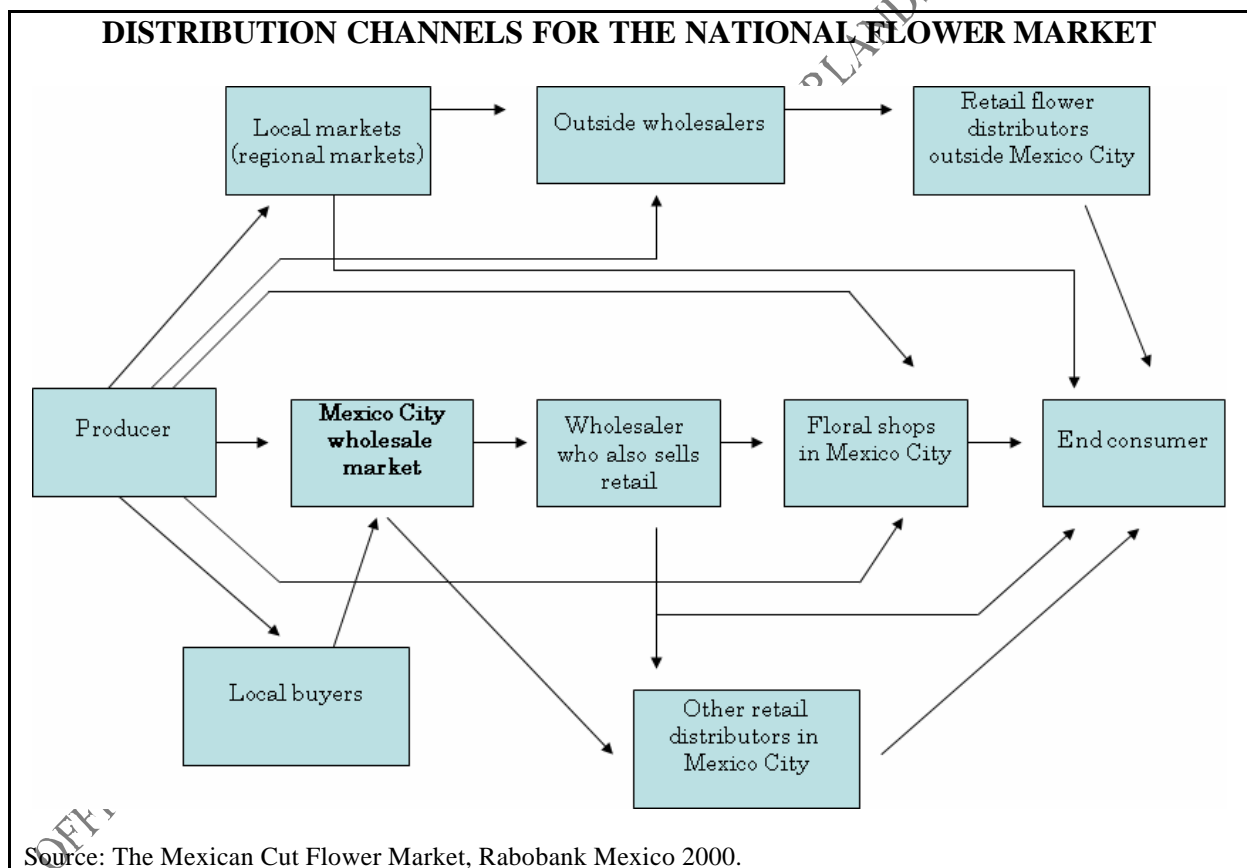 DISTRIBUTION CHANNELS FOR THE NATIONAL FLOWER MARKET
Local markets
(regional markets)
Outside wholesalers
Retail flower
distributors
outside Mexico City
Producer
Mexico City
wholesale
market
Wholesaler
who also sells
retail
Floral shops
in Mexico City
End consumer
Local buyers
Other retail
distributors in
Mexico City
Source: The Mexican Cut Flower Market, Rabobank Mexico 2000.